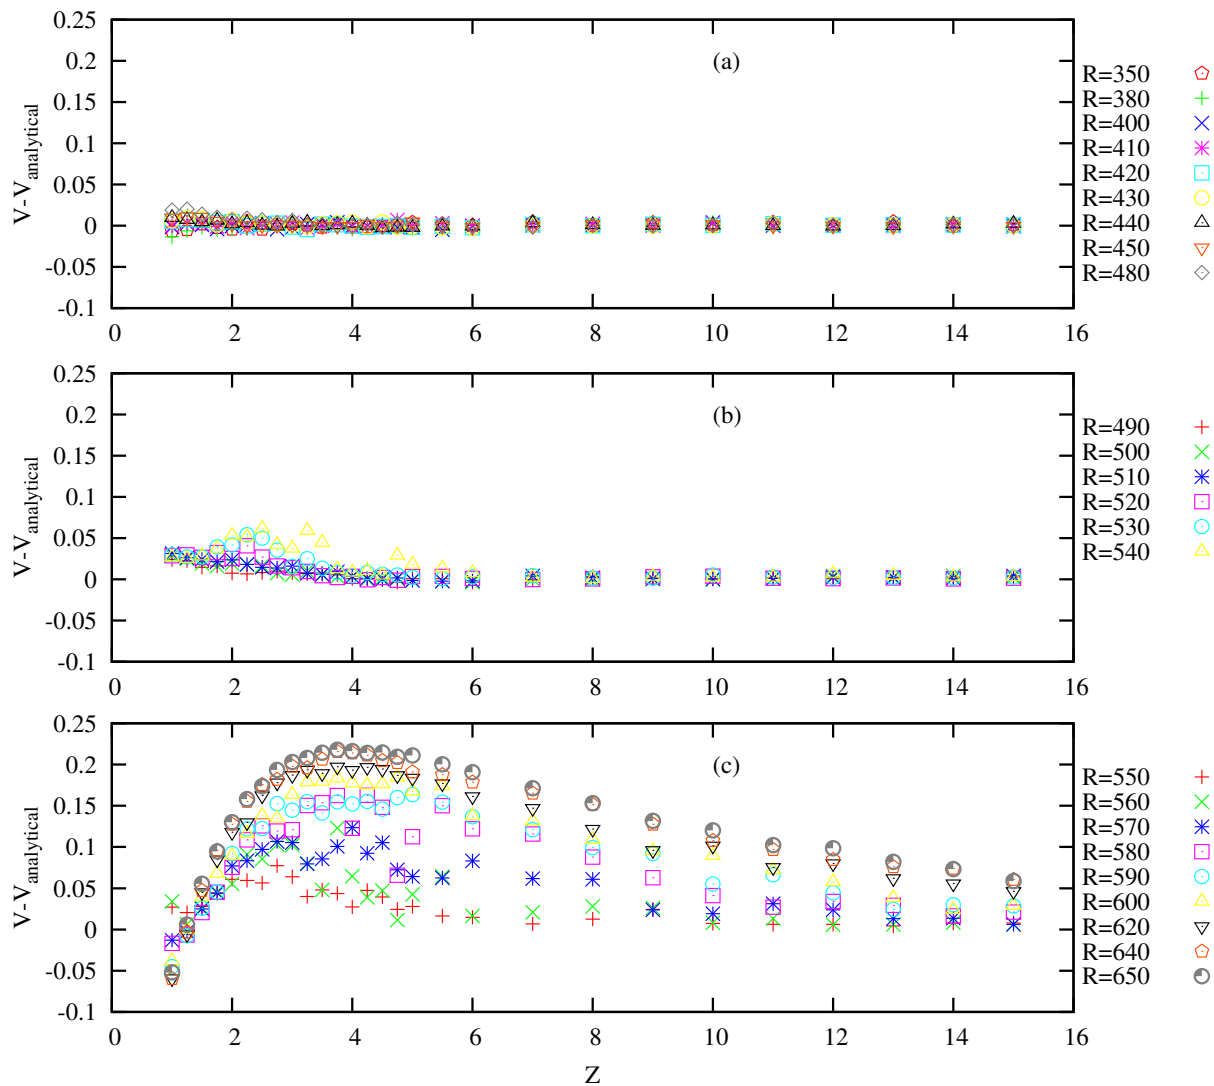 0.25
0.2
0.15
0.1
0.05
0
-0.05
-0.1
V-V_analytical
0 2 4 6 8 10 12 14 16
(a)
R=350
R=380
R=400
R=410
R=420
R=430
R=440
R=450
R=480
0.25
0.2
0.15
0.1
0.05
0
-0.05
-0.1
V-V_analytical
0 2 4 6 8 10 12 14 16
(b)
R=490
R=500
R=510
R=520
R=530
R=540
0.25
0.2
0.15
0.1
0.05
0
-0.05
-0.1
V-V_analytical
0 2 4 6 8 10 12 14 16
(c)
R=550
R=560
R=570
R=580
R=590
R=600
R=620
R=640
R=650
Z